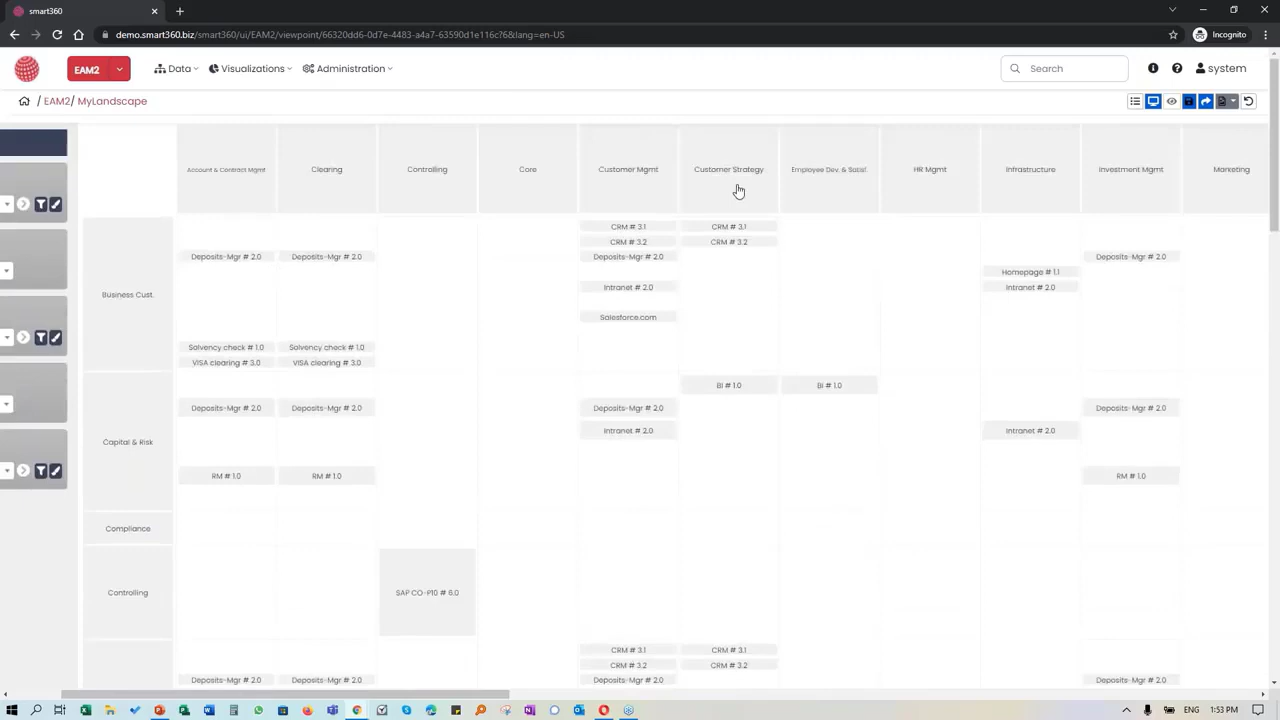 smart360
demo.smart360.biz/smart360/ui/EAM2/viewpoint/66320dd6-0d7e-4483-a4a7-63590d1e116c?6&lang=en-US
Incognito
EAM2
Data
Visualizations
Administration
Search
system
/ EAM2/ MyLandscape
Account & Contract Mgmt
Clearing
Controlling
Core
Customer Mgmt
Customer Strategy
Employee Dev. & Satisf.
HR Mgmt
Infrastructure
Investment Mgmt
Marketing
CRM # 3.1
CRM # 3.1
CRM # 3.2
CRM # 3.2
Deposits-Mgr # 2.0
Deposits-Mgr # 2.0
Deposits-Mgr # 2.0
Deposits-Mgr # 2.0
Homepage # 1.1
Intranet # 2.0
Intranet # 2.0
Business Cust.
Salesforce.com
Solvency check # 1.0
Solvency check # 1.0
VISA clearing # 3.0
VISA clearing # 3.0
BI # 1.0
BI # 1.0
Deposits-Mgr # 2.0
Deposits-Mgr # 2.0
Deposits-Mgr # 2.0
Deposits-Mgr # 2.0
Intranet # 2.0
Intranet # 2.0
Capital & Risk
RM # 1.0
RM # 1.0
RM # 1.0
Compliance
Controlling
SAP CO-P10 # 6.0
CRM # 3.1
CRM # 3.1
CRM # 3.2
CRM # 3.2
Deposits-Mgr # 2.0
Deposits-Mgr # 2.0
Deposits-Mgr # 2.0
Deposits-Mgr # 2.0
1:53 PM